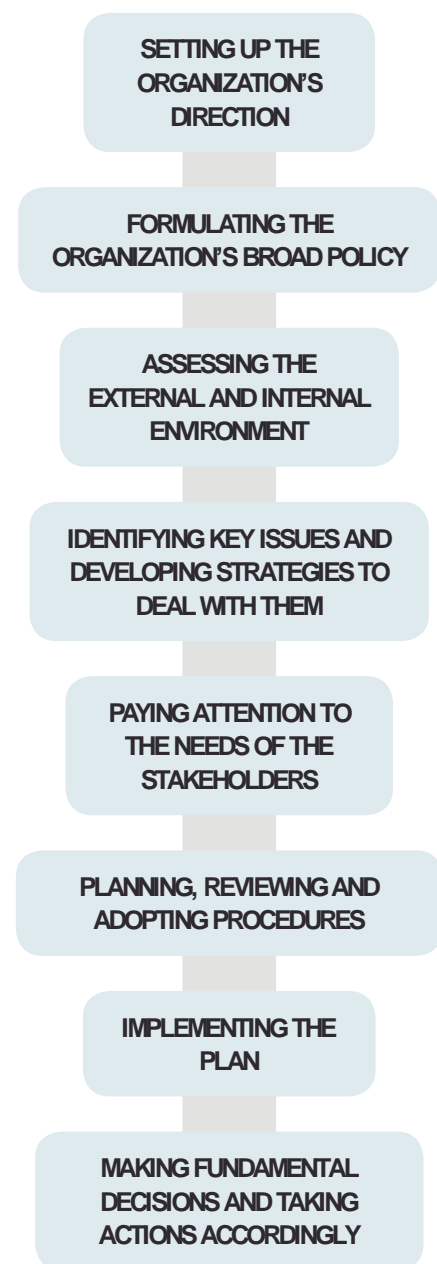 SETTING UP THE
ORGANIZATION'S
DIRECTION
FORMULATING THE
ORGANIZATION'S BROAD POLICY
ASSESSING THE
EXTERNAL AND INTERNAL
ENVIRONMENT
IDENTIFYING KEY ISSUES AND
DEVELOPING STRATEGIES TO
DEAL WITH THEM
PAYING ATTENTION TO
THE NEEDS OF THE
STAKEHOLDERS
PLANNING, REVIEWING AND
ADOPTING PROCEDURES
IMPLEMENTING THE
PLAN
MAKING FUNDAMENTAL
DECISIONS AND TAKING
ACTIONS ACCORDINGLY